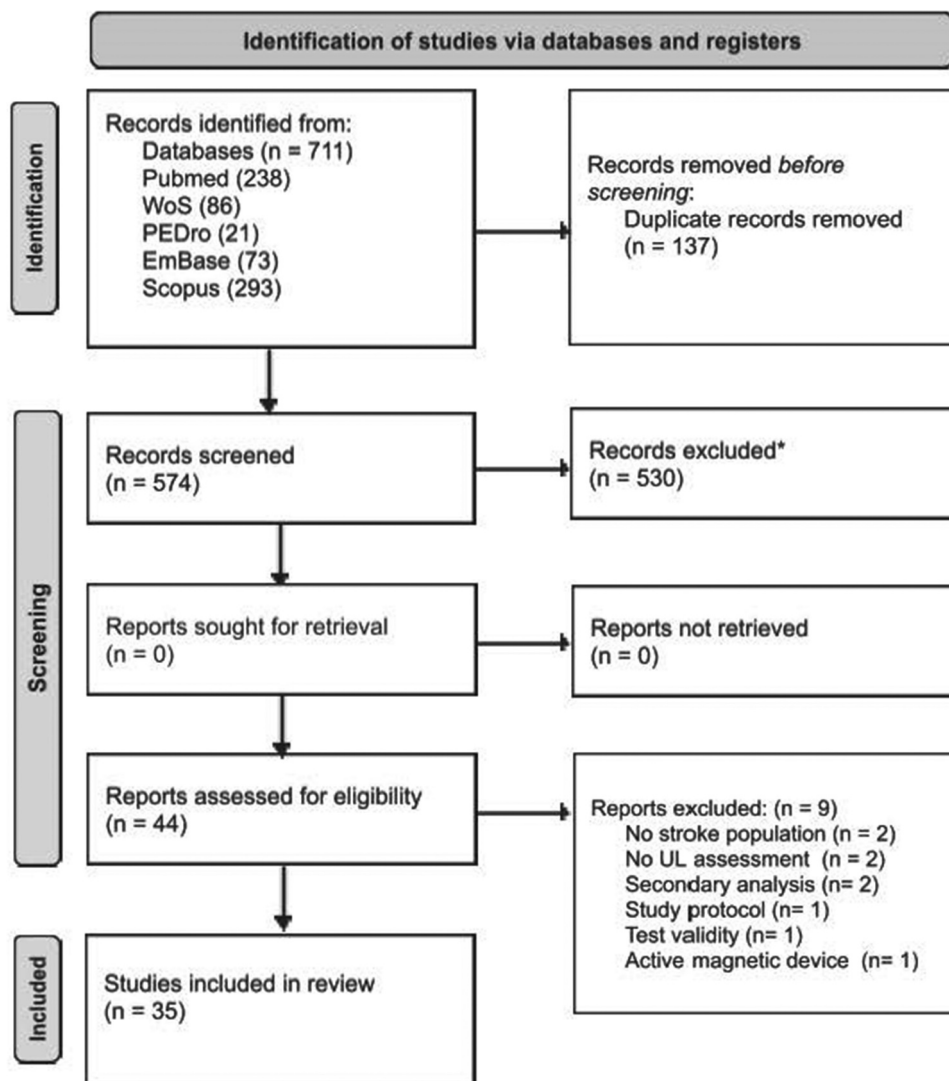 Identification of studies via databases and registers
Identification
Records identified from:
Databases (n = 711)
Pubmed (238)
WoS (86)
PEDro (21)
EmBase (73)
Scopus (293)
Records removed before
screening:
Duplicate records removed
(n = 137)
Screening
Records screened
(n = 574)
Records excluded*
(n = 530)
Reports sought for retrieval
(n = 0)
Reports not retrieved
(n = 0)
Reports assessed for eligibility
(n = 44)
Reports excluded: (n = 9)
No stroke population (n = 2)
No UL assessment (n = 2)
Secondary analysis (n= 2)
Study protocol (n= 1)
Test validity (n= 1)
Active magnetic device (n= 1)
Included
Studies included in review
(n = 35)